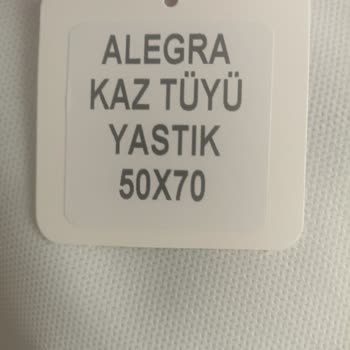 ALEGRA
KAZ TÜYÜ
YASTIK
50X70